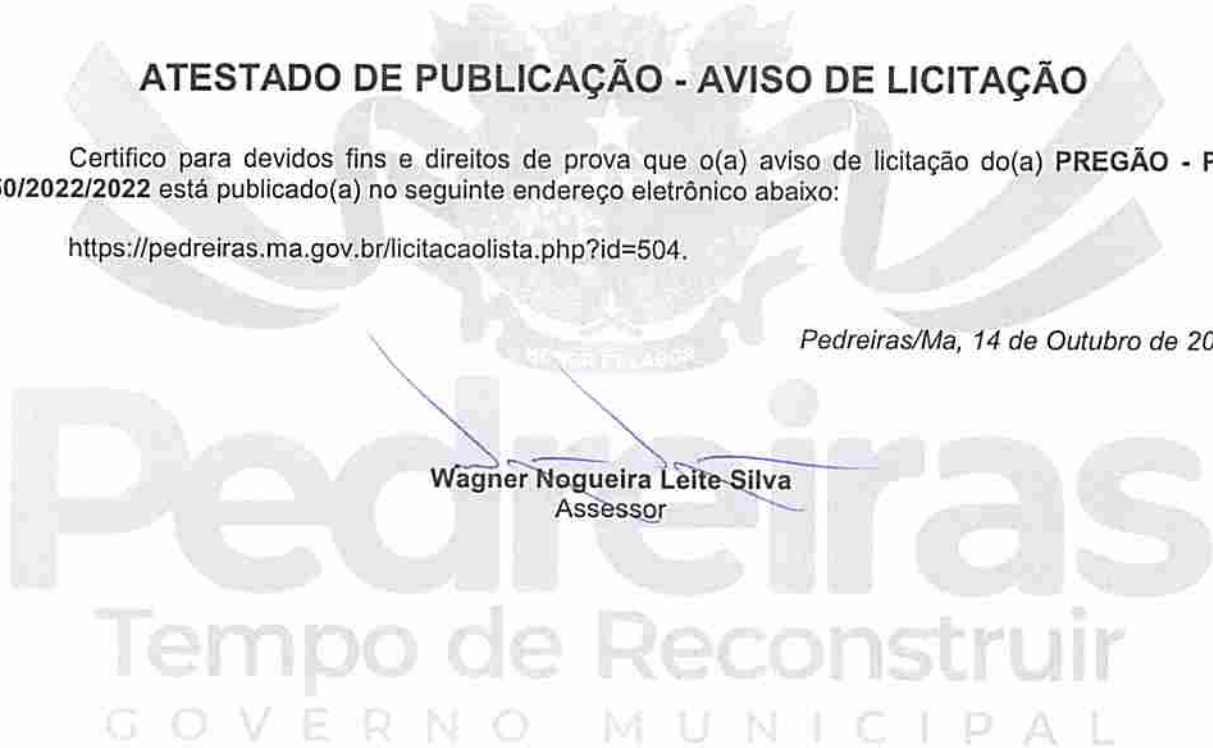 ATESTADO DE PUBLICAÇÃO - AVISO DE LICITAÇÃO
Certifico para devidos fins e direitos de prova que o(a) aviso de licitação do(a) PREGÃO - P
0/2022/2022 está publicado(a) no seguinte endereço eletrônico abaixo:
https://pedreiras.ma.gov.br/licitacaolista.php?id=504.
Pedreiras/Ma, 14 de Outubro de 20
Wagner Nogueira Leite Silva
Assessor
Pedreiras
Tempo de Reconstruir
GOVERNO MUNICIPAL